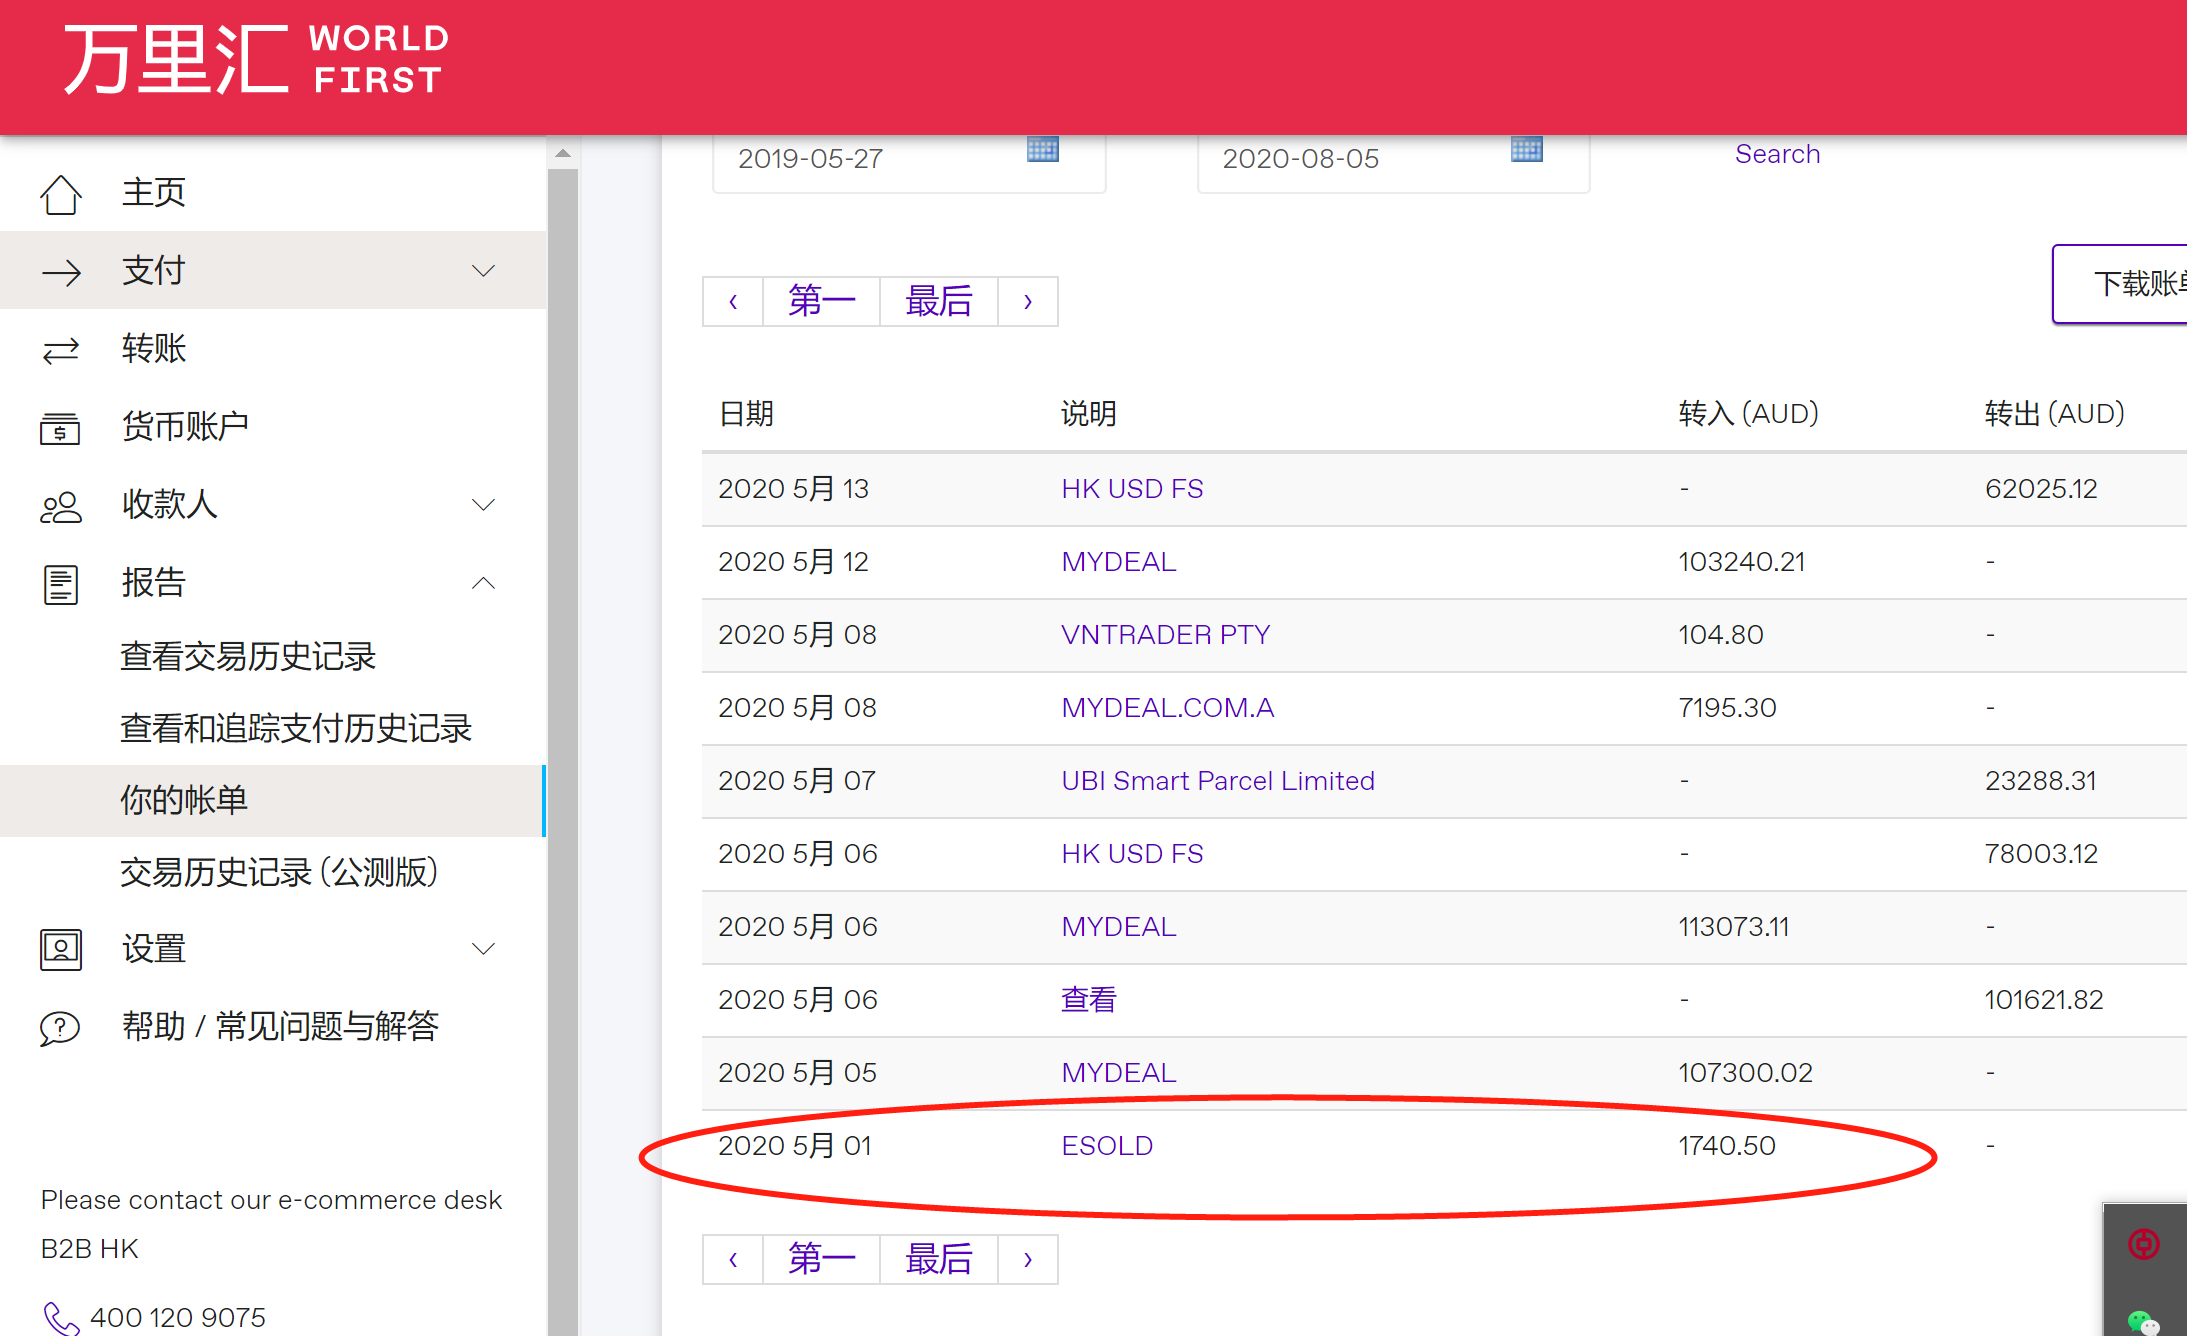 万里汇 WORLD FIRST
2019-05-27 2020-08-05 Search
主页
支付
转账
货币账户
收款人
报告
查看交易历史记录
查看和追踪支付历史记录
你的帐单
交易历史记录 (公测版)
设置
帮助 / 常见问题与解答
Please contact our e-commerce desk
B2B HK
400 120 9075
‹ 第一 最后 ›
下载账单
日期 说明 转入 (AUD) 转出 (AUD)
2020 5月 13 HK USD FS - 62025.12
2020 5月 12 MYDEAL 103240.21 -
2020 5月 08 VNTRADER PTY 104.80 -
2020 5月 08 MYDEAL.COM.A 7195.30 -
2020 5月 07 UBI Smart Parcel Limited - 23288.31
2020 5月 06 HK USD FS - 78003.12
2020 5月 06 MYDEAL 113073.11 -
2020 5月 06 查看 - 101621.82
2020 5月 05 MYDEAL 107300.02 -
2020 5月 01 ESOLD 1740.50 -
‹ 第一 最后 ›